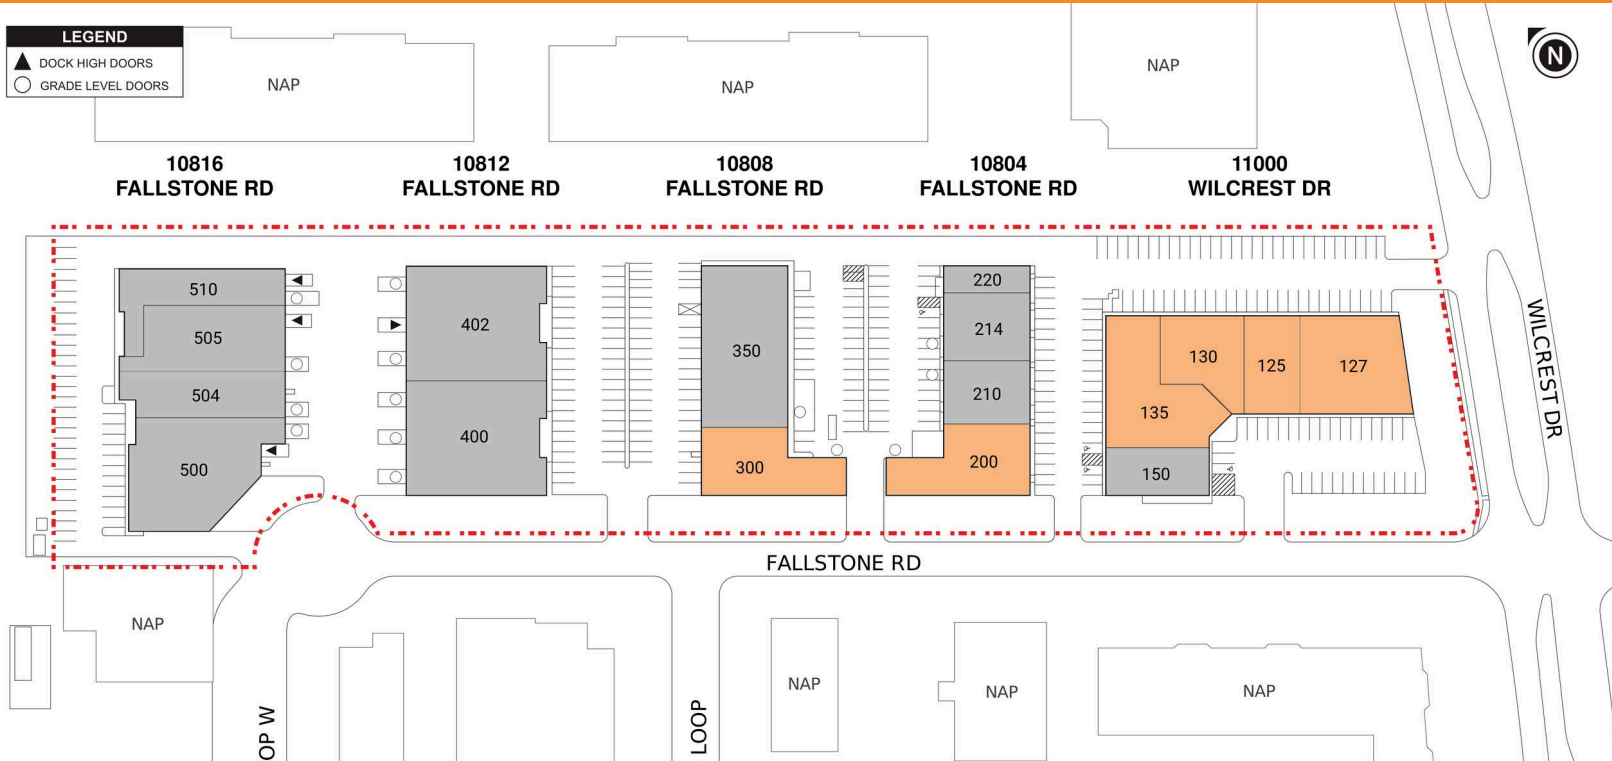 LEGEND
DOCK HIGH DOORS
GRADE LEVEL DOORS
NAP
NAP
NAP
N
10816
FALLSTONE RD
10812
FALLSTONE RD
10808
FALLSTONE RD
10804
FALLSTONE RD
11000
WILCREST DR
510
505
504
500
402
400
350
300
220
214
210
200
130
125
127
135
150
WILCREST DR
FALLSTONE RD
NAP
OP W
LOOP
NAP
NAP
NAP